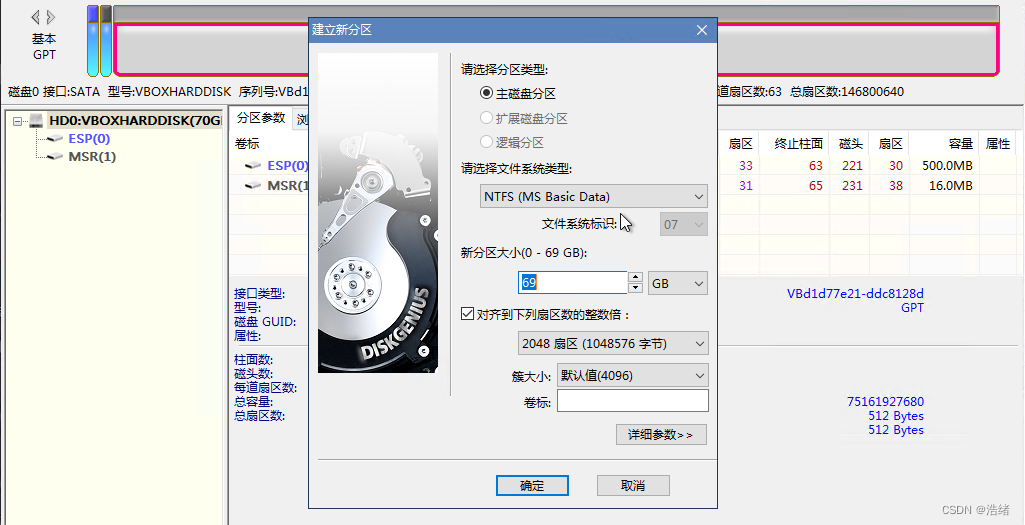 基本
GPT
磁盘0 接口:SATA 型号:VBOXHARDDISK 序列号:VBd1
道扇区数:63 总扇区数:146800640
HD0:VBOXHARDDISK(70G
ESP(0)
MSR(1)
分区参数 浏
卷标 扇区 终止柱面 磁头 扇区 容量 属性
ESP(0) 33 63 221 30 500.0MB
MSR(1 31 65 231 38 16.0MB
接口类型:
型号: VBd1d77e21-ddc8128d
磁盘 GUID: GPT
属性:
柱面数:
磁头数:
每道扇区数:
总容量: 75161927680
总扇区数: 512 Bytes
512 Bytes
建立新分区
请选择分区类型:
主磁盘分区
扩展磁盘分区
逻辑分区
请选择文件系统类型:
NTFS (MS Basic Data)
文件系统标识: 07
新分区大小(0 - 69 GB):
69 GB
对齐到下列扇区数的整数倍：
2048 扇区 (1048576 字节)
簇大小: 默认值(4096)
卷标:
详细参数>>
确定 取消
DISKGENIUS
CSDN @浩绪